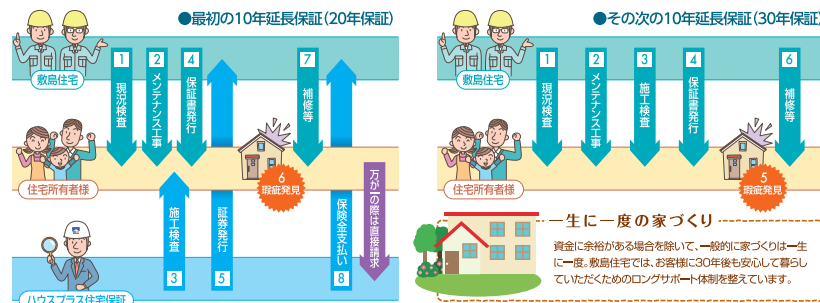 ●最初の10年延長保証(20年保証)
敷島住宅
1
現況検査
2
メンテナンス工事
4
保証書発行
7
補修等
住宅所有者様
6
瑕疵発見
万が一の際は直接請求
施工検査
3
証券発行
5
保険金支払い
8
ハウスプラス住宅保証
●その次の10年延長保証(30年保証)
敷島住宅
1
現況検査
2
メンテナンス工事
3
施工検査
4
保証書発行
6
補修等
住宅所有者様
5
瑕疵発見
一生に一度の家づくり
資金に余裕がある場合を除いて、一般的に家づくりは一生
に一度。敷島住宅では、お客様に30年後も安心して暮らし
ていただくためのロングサポート体制を整えています。